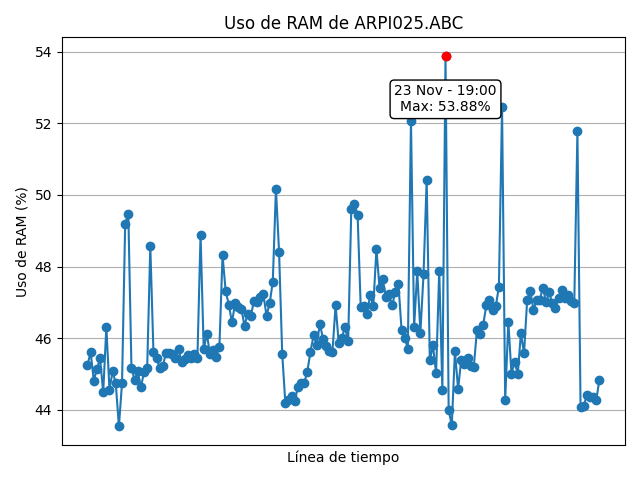 Uso de RAM de ARPI025.ABC
54
52
50
48
46
44
Uso de RAM (%)
23 Nov - 19:00
Max: 53.88%
Línea de tiempo